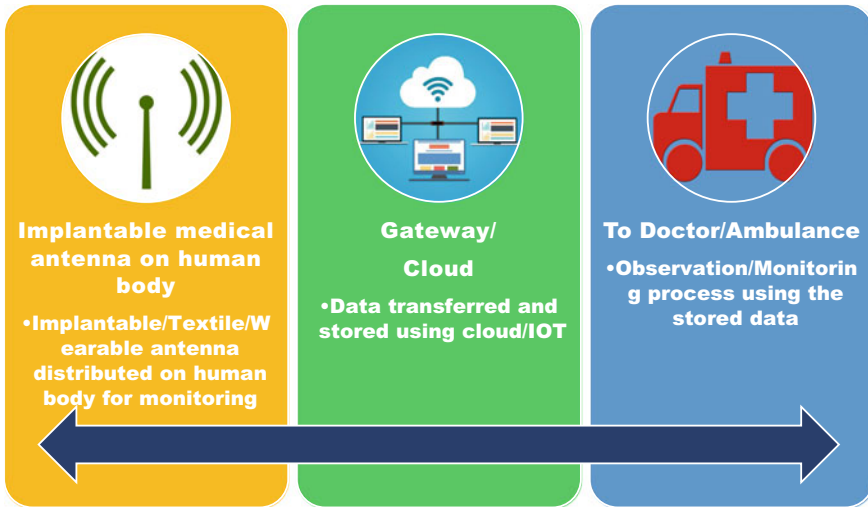 Implantable medical
antenna on human
body
•Implantable/Textile/W
earable antenna
distributed on human
body for monitoring
Gateway/
Cloud
•Data transferred and
stored using cloud/IOT
To Doctor/Ambulance
•Observation/Monitorin
g process using the
stored data